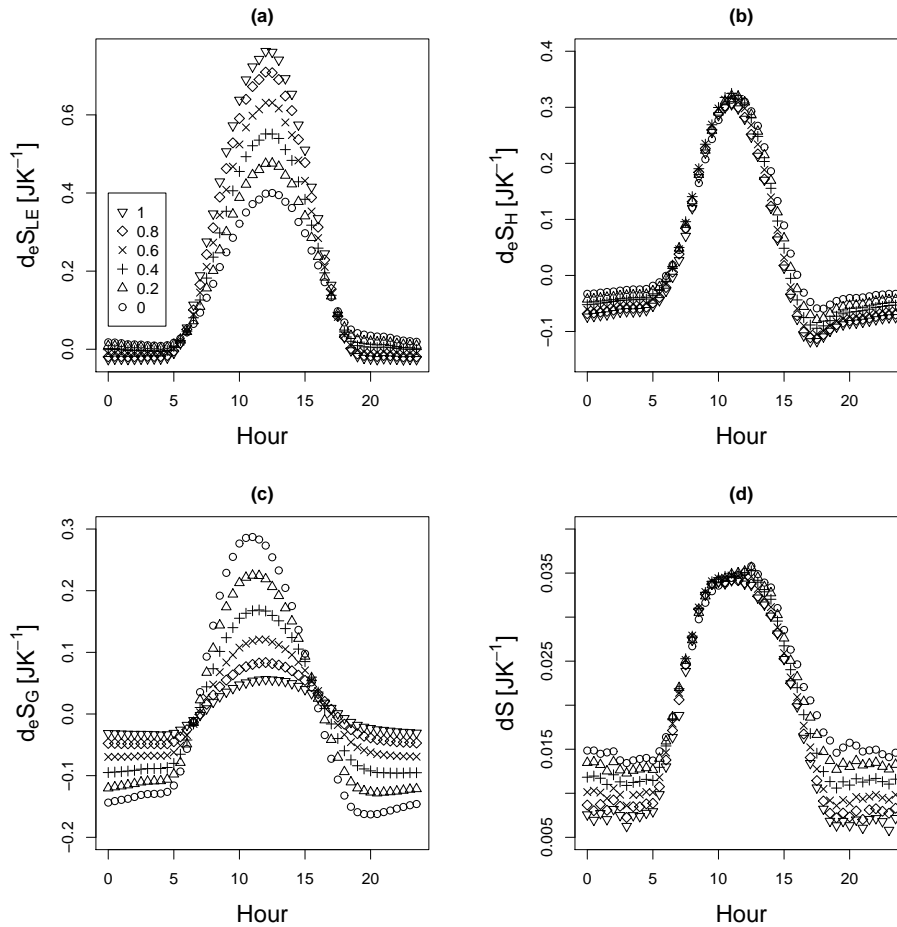 (a)
d_eS_LE [JK^−1]
0.0
0.2
0.4
0.6
1
0.8
0.6
0.4
0.2
0
0 5 10 15 20
Hour
(b)
d_eS_H [JK^−1]
−0.1
0.0
0.1
0.2
0.3
0.4
0 5 10 15 20
Hour
(c)
d_eS_G [JK^−1]
−0.2
−0.1
0.0
0.1
0.2
0.3
0 5 10 15 20
Hour
(d)
dS [JK^−1]
0.005
0.015
0.025
0.035
0 5 10 15 20
Hour